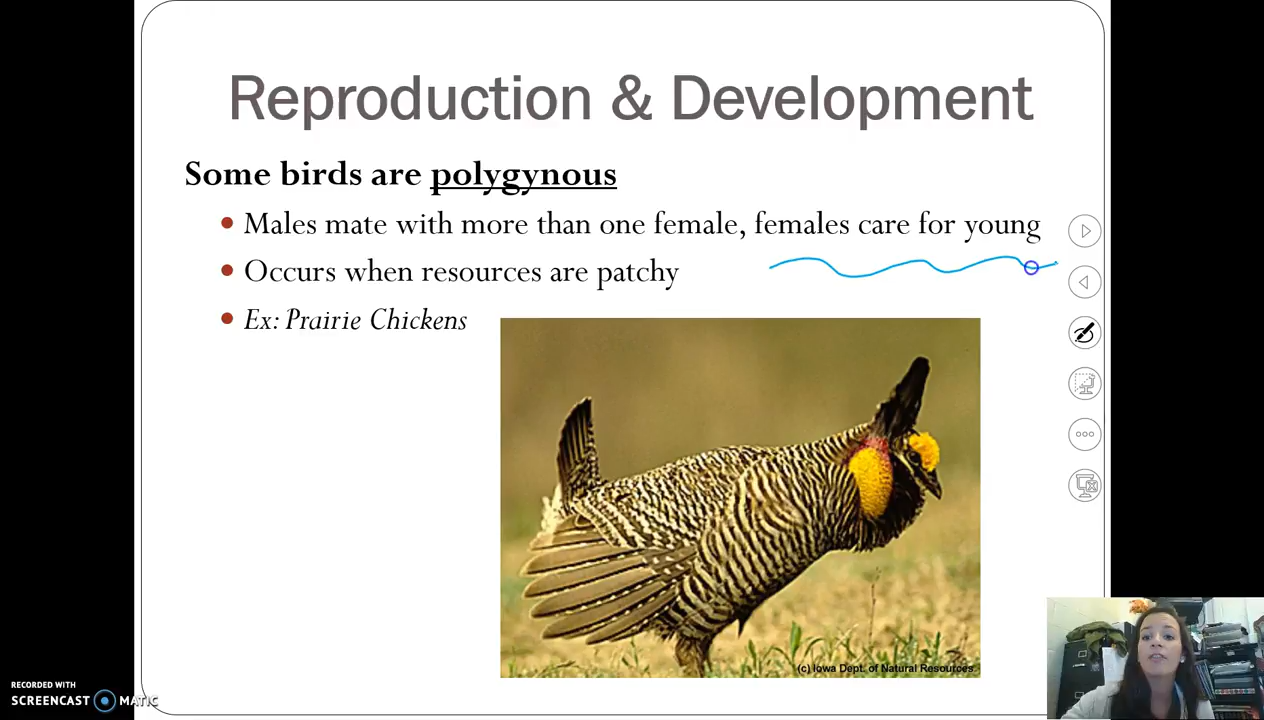 Reproduction & Development
Some birds are polygynous
Males mate with more than one female, females care for young
Occurs when resources are patchy
Ex: Prairie Chickens
(c) Iowa Dept. of Natural Resources
RECORDED WITH
SCREENCAST MATIC